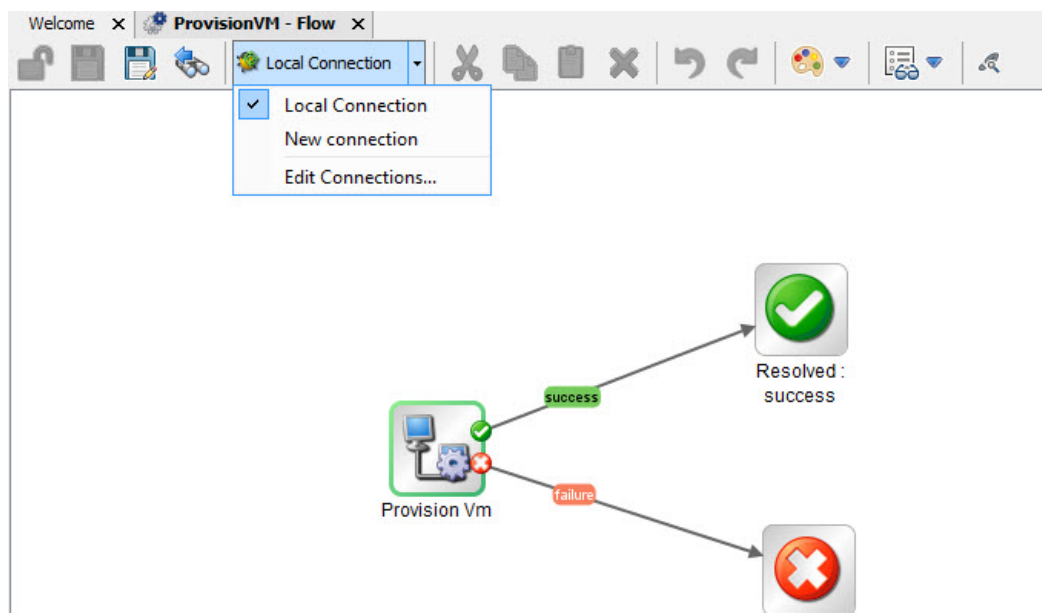 Welcome ProvisionVM - Flow
Local Connection
Local Connection
New connection
Edit Connections...
Resolved :
success
success
Provision Vm
failure